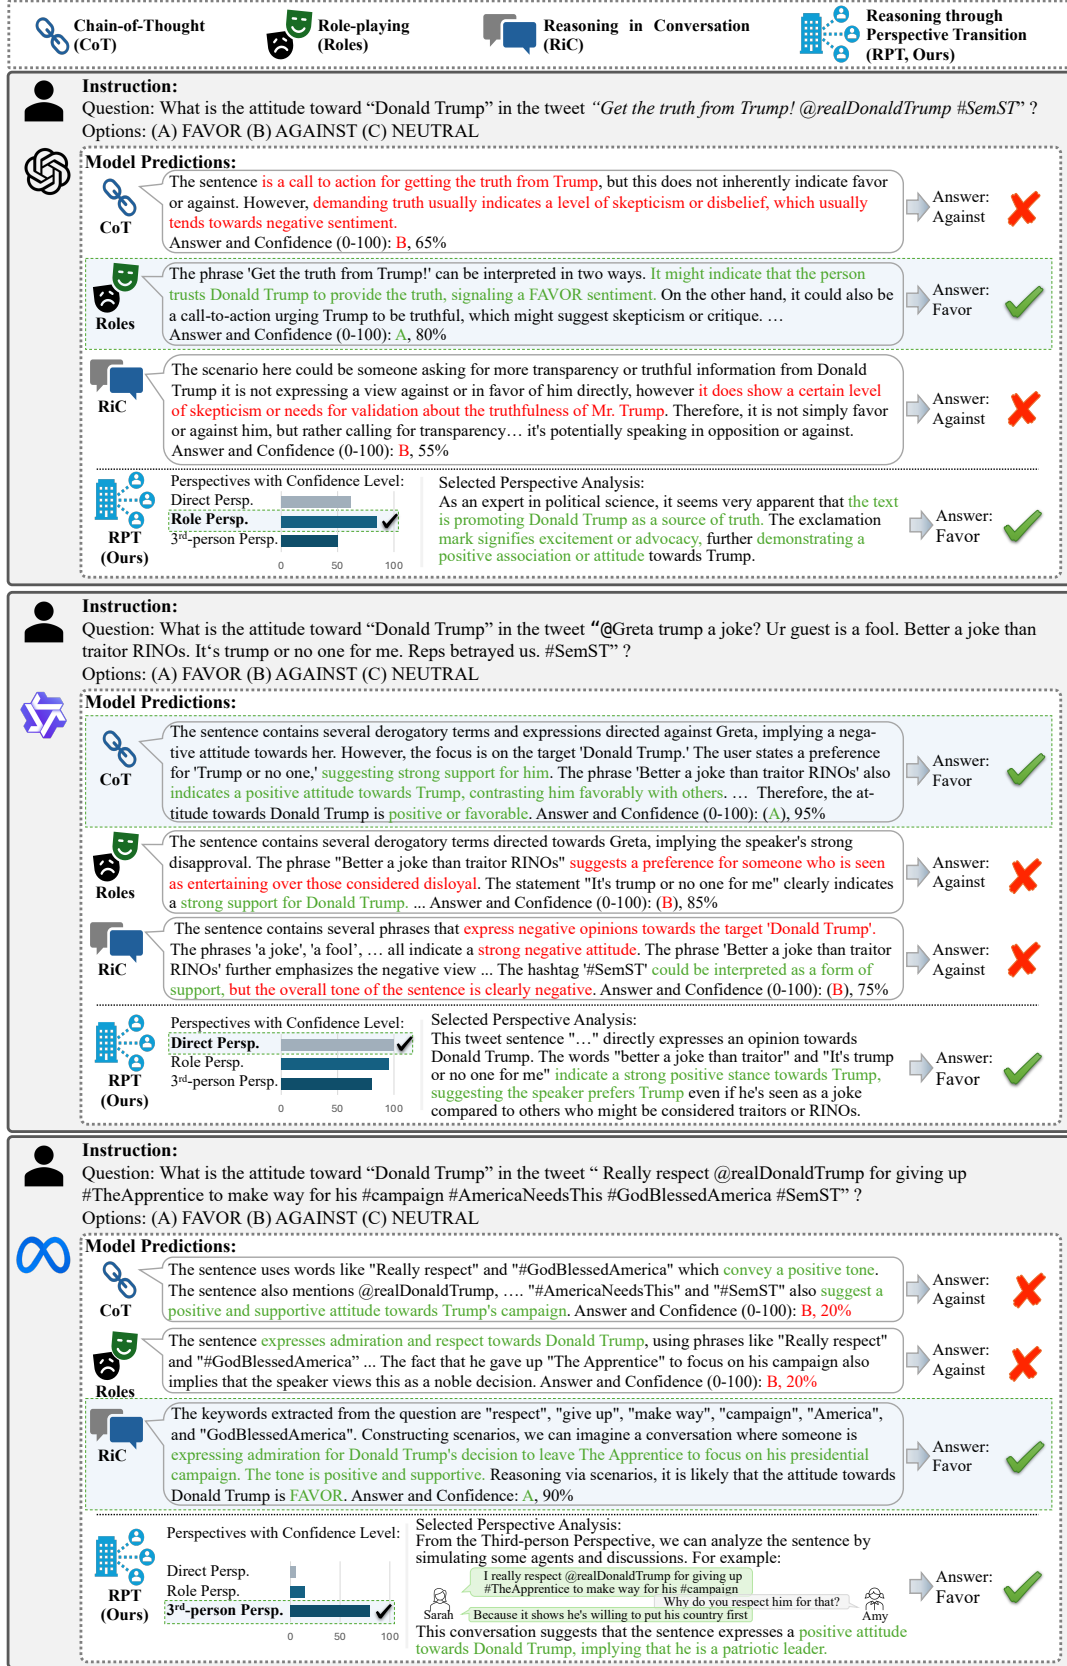 Chain-of-Thought
(CoT)
Role-playing
(Roles)
Reasoning in Conversation
(RiC)
Reasoning through
Perspective Transition
(RPT, Ours)
Instruction:
Question: What is the attitude toward “Donald Trump” in the tweet “Get the truth from Trump! @realDonaldTrump #SemST” ?
Options: (A) FAVOR (B) AGAINST (C) NEUTRAL
Model Predictions:
CoT
The sentence is a call to action for getting the truth from Trump, but this does not inherently indicate favor
or against. However, demanding truth usually indicates a level of skepticism or disbelief, which usually
tends towards negative sentiment.
Answer and Confidence (0-100): B, 65%
Answer:
Against
Roles
The phrase 'Get the truth from Trump!' can be interpreted in two ways. It might indicate that the person
trusts Donald Trump to provide the truth, signaling a FAVOR sentiment. On the other hand, it could also be
a call-to-action urging Trump to be truthful, which might suggest skepticism or critique. …
Answer and Confidence (0-100): A, 80%
Answer:
Favor
RiC
The scenario here could be someone asking for more transparency or truthful information from Donald
Trump it is not expressing a view against or in favor of him directly, however it does show a certain level
of skepticism or needs for validation about the truthfulness of Mr. Trump. Therefore, it is not simply favor
or against him, but rather calling for transparency… it's potentially speaking in opposition or against.
Answer and Confidence (0-100): B, 55%
Answer:
Against
RPT
(Ours)
Perspectives with Confidence Level:
Direct Persp.
Role Persp.
3rd-person Persp.
0 50 100
Selected Perspective Analysis:
As an expert in political science, it seems very apparent that the text
is promoting Donald Trump as a source of truth. The exclamation
mark signifies excitement or advocacy, further demonstrating a
positive association or attitude towards Trump.
Answer:
Favor
Instruction:
Question: What is the attitude toward “Donald Trump” in the tweet “@Greta trump a joke? Ur guest is a fool. Better a joke than
traitor RINOs. It‘s trump or no one for me. Reps betrayed us. #SemST” ?
Options: (A) FAVOR (B) AGAINST (C) NEUTRAL
Model Predictions:
CoT
The sentence contains several derogatory terms and expressions directed against Greta, implying a nega-
tive attitude towards her. However, the focus is on the target 'Donald Trump.' The user states a preference
for 'Trump or no one,' suggesting strong support for him. The phrase 'Better a joke than traitor RINOs' also
indicates a positive attitude towards Trump, contrasting him favorably with others. … Therefore, the at-
titude towards Donald Trump is positive or favorable. Answer and Confidence (0-100): (A), 95%
Answer:
Favor
Roles
The sentence contains several derogatory terms directed towards Greta, implying the speaker's strong
disapproval. The phrase "Better a joke than traitor RINOs" suggests a preference for someone who is seen
as entertaining over those considered disloyal. The statement "It's trump or no one for me" clearly indicates
a strong support for Donald Trump. ... Answer and Confidence (0-100): (B), 85%
Answer:
Against
RiC
The sentence contains several phrases that express negative opinions towards the target 'Donald Trump'.
The phrases 'a joke', 'a fool’, … all indicate a strong negative attitude. The phrase 'Better a joke than traitor
RINOs' further emphasizes the negative view ... The hashtag '#SemST' could be interpreted as a form of
support, but the overall tone of the sentence is clearly negative. Answer and Confidence (0-100): (B), 75%
Answer:
Against
RPT
(Ours)
Perspectives with Confidence Level:
Direct Persp.
Role Persp.
3rd-person Persp.
0 50 100
Selected Perspective Analysis:
This tweet sentence "…" directly expresses an opinion towards
Donald Trump. The words "better a joke than traitor" and "It's trump
or no one for me" indicate a strong positive stance towards Trump,
suggesting the speaker prefers Trump even if he's seen as a joke
compared to others who might be considered traitors or RINOs.
Answer:
Favor
Instruction:
Question: What is the attitude toward “Donald Trump” in the tweet “ Really respect @realDonaldTrump for giving up
#TheApprentice to make way for his #campaign #AmericaNeedsThis #GodBlessedAmerica #SemST” ?
Options: (A) FAVOR (B) AGAINST (C) NEUTRAL
Model Predictions:
CoT
The sentence uses words like "Really respect" and "#GodBlessedAmerica" which convey a positive tone.
The sentence also mentions @realDonaldTrump, …. "#AmericaNeedsThis" and "#SemST" also suggest a
positive and supportive attitude towards Trump's campaign. Answer and Confidence (0-100): B, 20%
Answer:
Against
Roles
The sentence expresses admiration and respect towards Donald Trump, using phrases like "Really respect"
and "#GodBlessedAmerica” ... The fact that he gave up "The Apprentice" to focus on his campaign also
implies that the speaker views this as a noble decision. Answer and Confidence (0-100): B, 20%
Answer:
Against
RiC
The keywords extracted from the question are "respect", "give up", "make way", "campaign", "America",
and "GodBlessedAmerica". Constructing scenarios, we can imagine a conversation where someone is
expressing admiration for Donald Trump's decision to leave The Apprentice to focus on his presidential
campaign. The tone is positive and supportive. Reasoning via scenarios, it is likely that the attitude towards
Donald Trump is FAVOR. Answer and Confidence: A, 90%
Answer:
Favor
RPT
(Ours)
Perspectives with Confidence Level:
Direct Persp.
Role Persp.
3rd-person Persp.
0 50 100
Selected Perspective Analysis:
From the Third-person Perspective, we can analyze the sentence by
simulating some agents and discussions. For example:
I really respect @realDonaldTrump for giving up
#TheApprentice to make way for his #campaign
Why do you respect him for that?
Sarah
Because it shows he's willing to put his country first
Amy
This conversation suggests that the sentence expresses a positive attitude
towards Donald Trump, implying that he is a patriotic leader.
Answer:
Favor